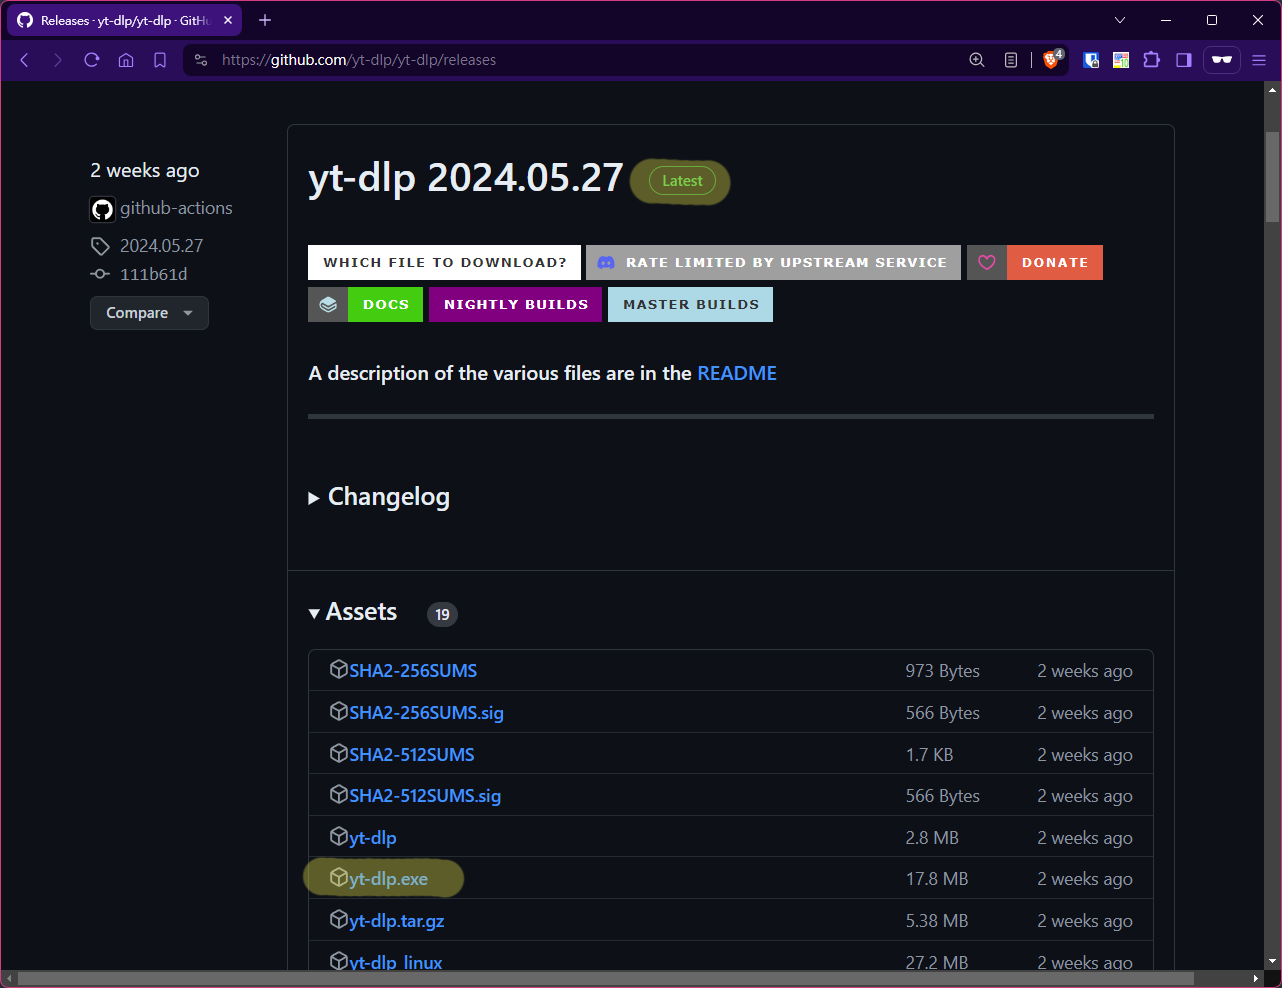 Releases · yt-dlp/yt-dlp · GitHu
https://github.com/yt-dlp/yt-dlp/releases
4
10
2 weeks ago
github-actions
2024.05.27
111b61d
Compare
yt-dlp 2024.05.27 Latest
WHICH FILE TO DOWNLOAD? RATE LIMITED BY UPSTREAM SERVICE DONATE
DOCS NIGHTLY BUILDS MASTER BUILDS
A description of the various files are in the README
Changelog
Assets 19
SHA2-256SUMS 973 Bytes 2 weeks ago
SHA2-256SUMS.sig 566 Bytes 2 weeks ago
SHA2-512SUMS 1.7 KB 2 weeks ago
SHA2-512SUMS.sig 566 Bytes 2 weeks ago
yt-dlp 2.8 MB 2 weeks ago
yt-dlp.exe 17.8 MB 2 weeks ago
yt-dlp.tar.gz 5.38 MB 2 weeks ago
yt-dlp_linux 27.2 MB 2 weeks ago